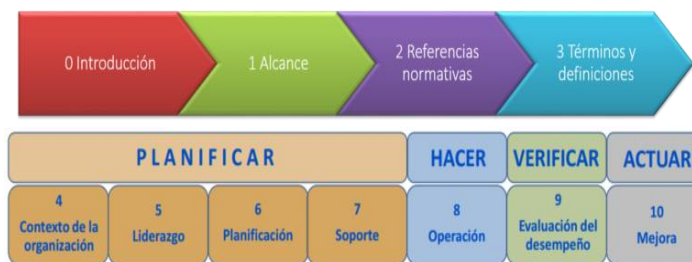 0 Introducción
1 Alcance
2 Referencias
normativas
3 Términos y
definiciones
PLANIFICAR
HACER
VERIFICAR
ACTUAR
4
Contexto de la
organización
5
Liderazgo
6
Planificación
7
Soporte
8
Operación
9
Evaluación del
desempeño
10
Mejora